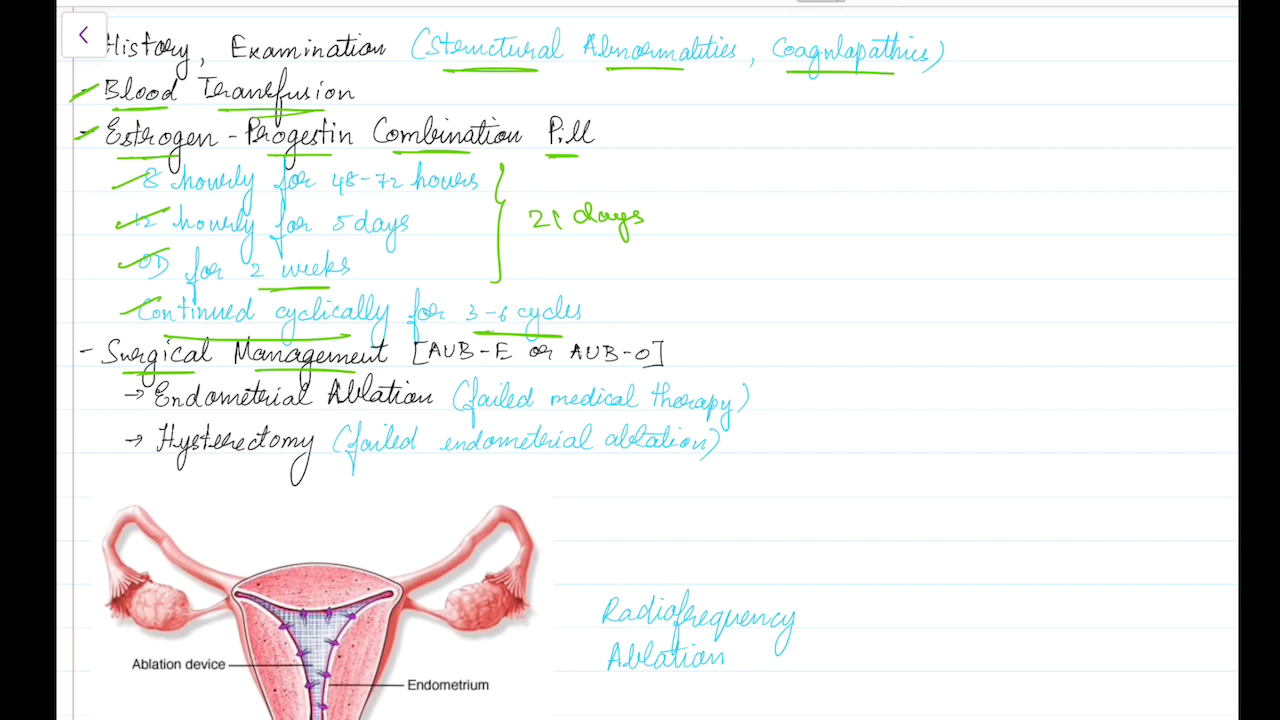 History, Examination (Structural Abnormalities, Coagulapathies)
- Blood Transfusion
- Estrogen-Progestin Combination Pill
8 hourly for 48-72 hours
12 hourly for 5 days
21 days
OD for 2 weeks
Continued cyclically for 3-6 cycles
- Surgical Management [AUB-E or AUB-O]
→ Endometrial Ablation (failed medical therapy)
→ Hysterectomy (failed endometrial ablation)
Radiofrequency
Ablation
Ablation device
Endometrium